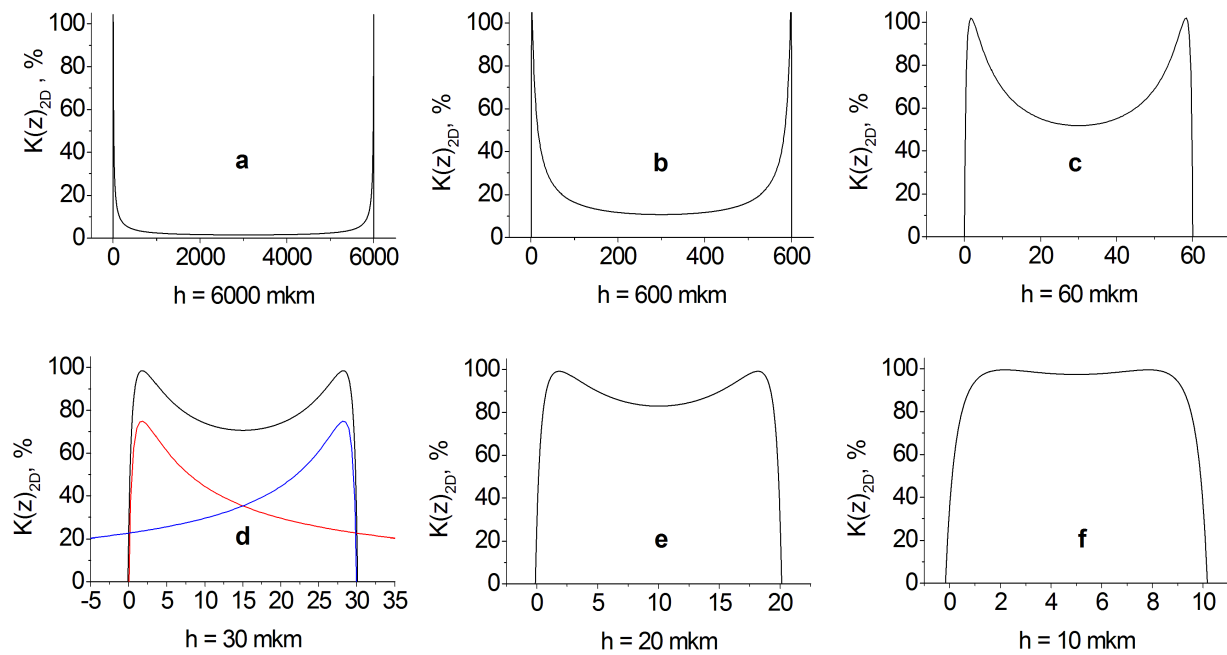 K(z)2D , %
100
80
60
40
20
0
a
0 2000 4000 6000
h = 6000 mkm
K(z)2D, %
100
80
60
40
20
0
b
0 200 400 600
h = 600 mkm
K(z)2D, %
100
80
60
40
20
0
c
0 20 40 60
h = 60 mkm
K(z)2D, %
100
80
60
40
20
0
d
-5 0 5 10 15 20 25 30 35
h = 30 mkm
K(z)2D, %
100
80
60
40
20
0
e
0 5 10 15 20
h = 20 mkm
K(z)2D, %
100
80
60
40
20
0
f
0 2 4 6 8 10
h = 10 mkm